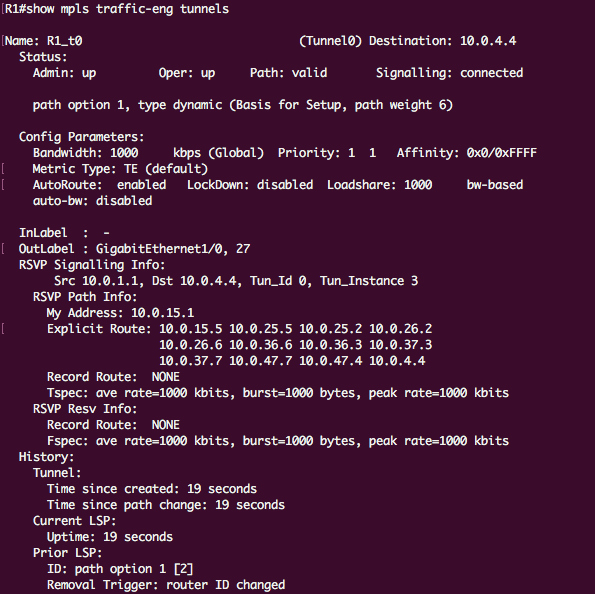 R1#show mpls traffic-eng tunnels
Name: R1_t0 (Tunnel0) Destination: 10.0.4.4
Status:
Admin: up Oper: up Path: valid Signalling: connected
path option 1, type dynamic (Basis for Setup, path weight 6)
Config Parameters:
Bandwidth: 1000 kbps (Global) Priority: 1 1 Affinity: 0x0/0xFFFF
Metric Type: TE (default)
AutoRoute: enabled LockDown: disabled Loadshare: 1000 bw-based
auto-bw: disabled
InLabel : -
OutLabel : GigabitEthernet1/0, 27
RSVP Signalling Info:
Src 10.0.1.1, Dst 10.0.4.4, Tun_Id 0, Tun_Instance 3
RSVP Path Info:
My Address: 10.0.15.1
Explicit Route: 10.0.15.5 10.0.25.5 10.0.25.2 10.0.26.2
10.0.26.6 10.0.36.6 10.0.36.3 10.0.37.3
10.0.37.7 10.0.47.7 10.0.47.4 10.0.4.4
Record Route: NONE
Tspec: ave rate=1000 kbits, burst=1000 bytes, peak rate=1000 kbits
RSVP Resv Info:
Record Route: NONE
Fspec: ave rate=1000 kbits, burst=1000 bytes, peak rate=1000 kbits
History:
Tunnel:
Time since created: 19 seconds
Time since path change: 19 seconds
Current LSP:
Uptime: 19 seconds
Prior LSP:
ID: path option 1 [2]
Removal Trigger: router ID changed